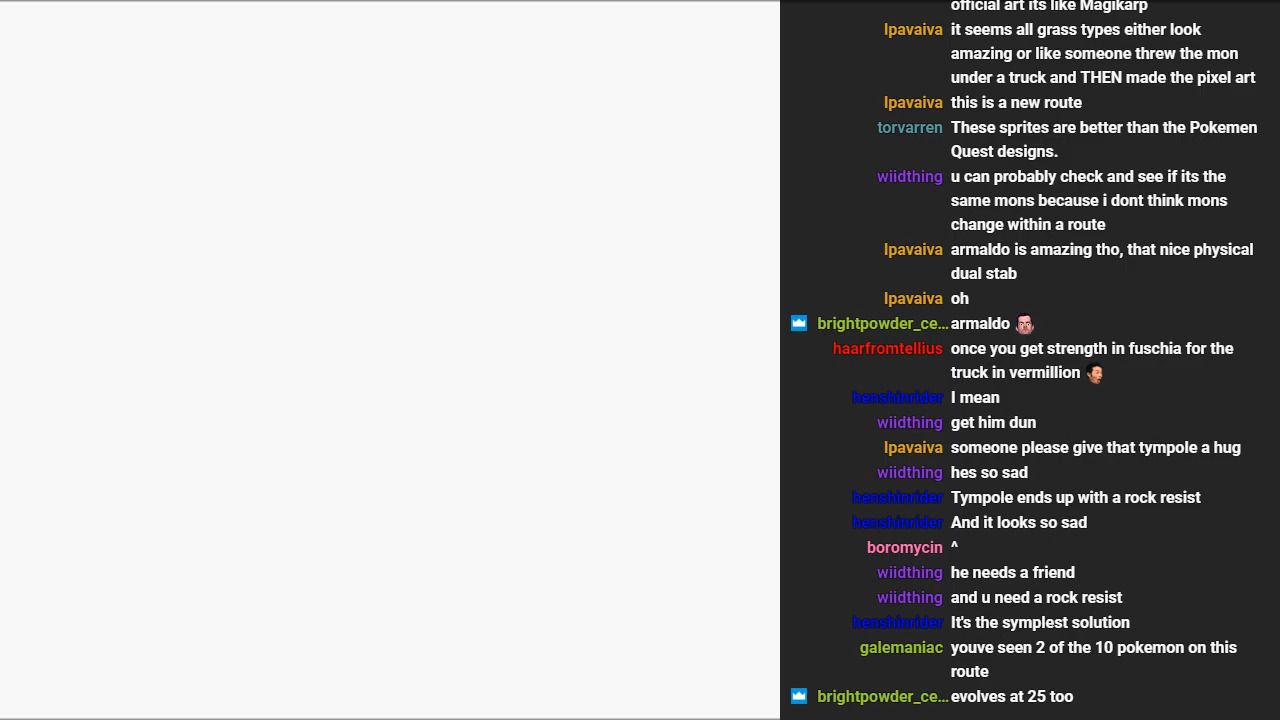 official art its like Magikarp
lpavaiva it seems all grass types either look
amazing or like someone threw the mon
under a truck and THEN made the pixel art
lpavaiva this is a new route
torvarren These sprites are better than the Pokemen
Quest designs.
wiidthing u can probably check and see if its the
same mons because i dont think mons
change within a route
lpavaiva armaldo is amazing tho, that nice physical
dual stab
lpavaiva oh
brightpowder_ce... armaldo
haarfromtellius once you get strength in fuschia for the
truck in vermillion
henshinrider I mean
wiidthing get him dun
lpavaiva someone please give that tympole a hug
wiidthing hes so sad
henshinrider Tympole ends up with a rock resist
henshinrider And it looks so sad
boromycin ^
wiidthing he needs a friend
wiidthing and u need a rock resist
henshinrider It's the symplest solution
galemaniac youve seen 2 of the 10 pokemon on this
route
brightpowder_ce... evolves at 25 too